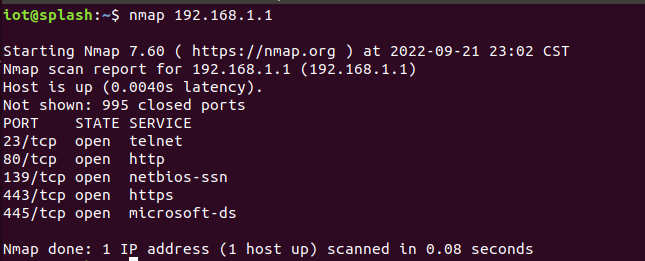 iot@splash:~$ nmap 192.168.1.1
Starting Nmap 7.60 ( https://nmap.org ) at 2022-09-21 23:02 CST
Nmap scan report for 192.168.1.1 (192.168.1.1)
Host is up (0.0040s latency).
Not shown: 995 closed ports
PORT    STATE SERVICE
23/tcp  open  telnet
80/tcp  open  http
139/tcp open  netbios-ssn
443/tcp open  https
445/tcp open  microsoft-ds
Nmap done: 1 IP address (1 host up) scanned in 0.08 seconds